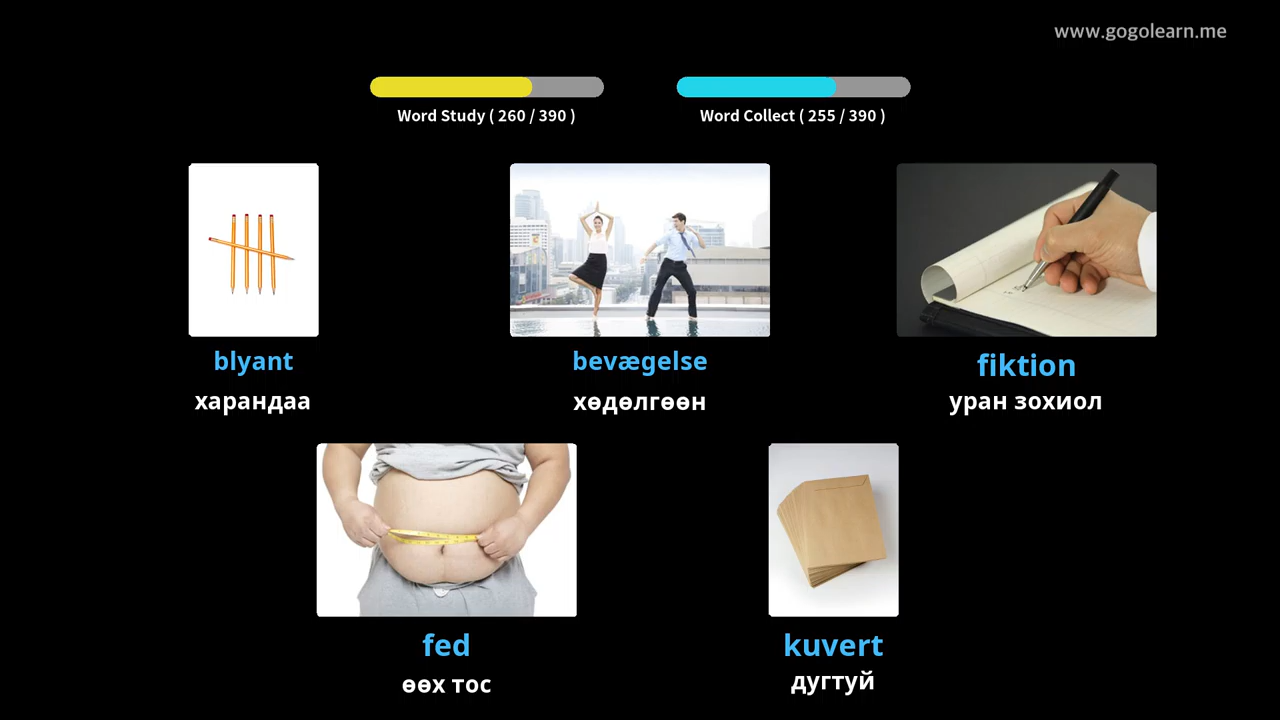 www.gogolearn.me
Word Study ( 260 / 390 )
Word Collect ( 255 / 390 )
blyant
bevægelse
fiktion
харандаа
хөдөлгөөн
уран зохиол
fed
kuvert
өөх тос
дугтуй